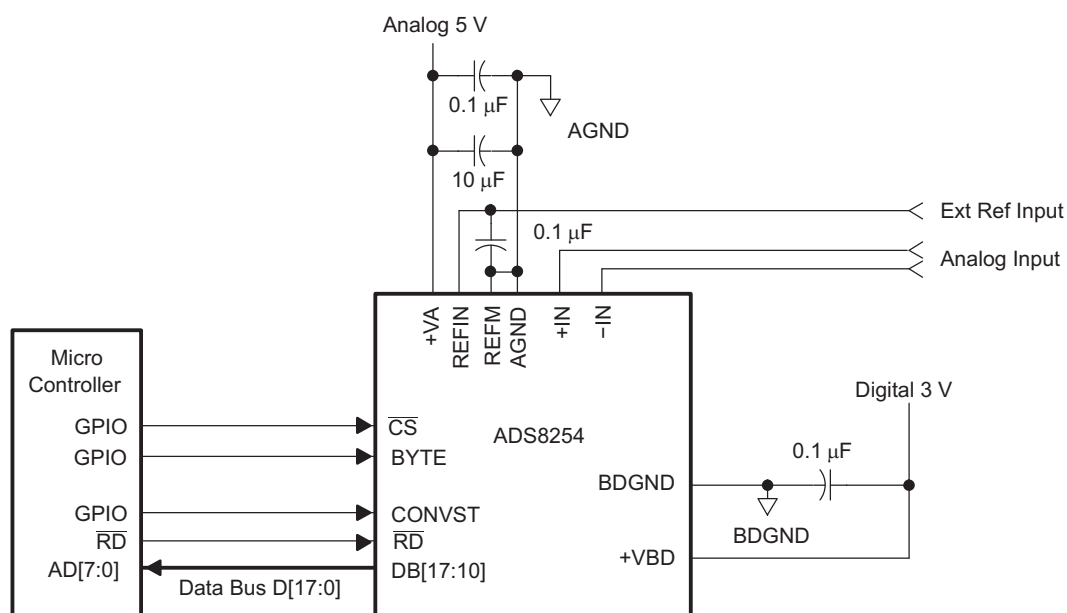 Analog 5 V
0.1 μF
AGND
10 μF
Ext Ref Input
0.1 μF
Analog Input
+VA
REFIN
REFM
AGND
+IN
−IN
Micro
Controller
Digital 3 V
GPIO
CS
ADS8254
GPIO
BYTE
0.1 μF
BDGND
GPIO
CONVST
BDGND
RD
RD
+VBD
AD[7:0]
DB[17:10]
Data Bus D[17:0]